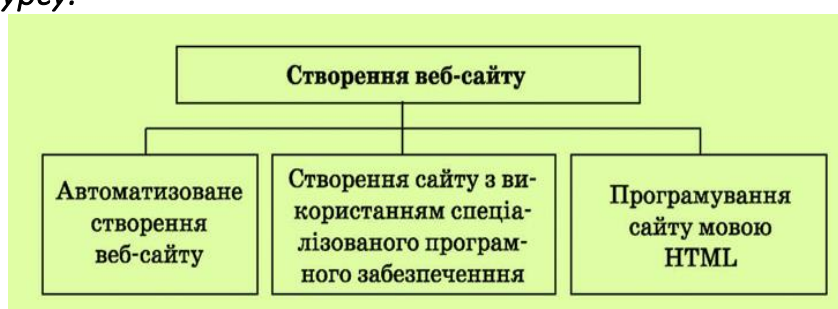 урсу.
Створення веб-сайту
Автоматизоване
створення
веб-сайту
Створення сайту з ви-
користанням спеціа-
лізованого програм-
ного забезпеченння
Програмування
сайту мовою
HTML